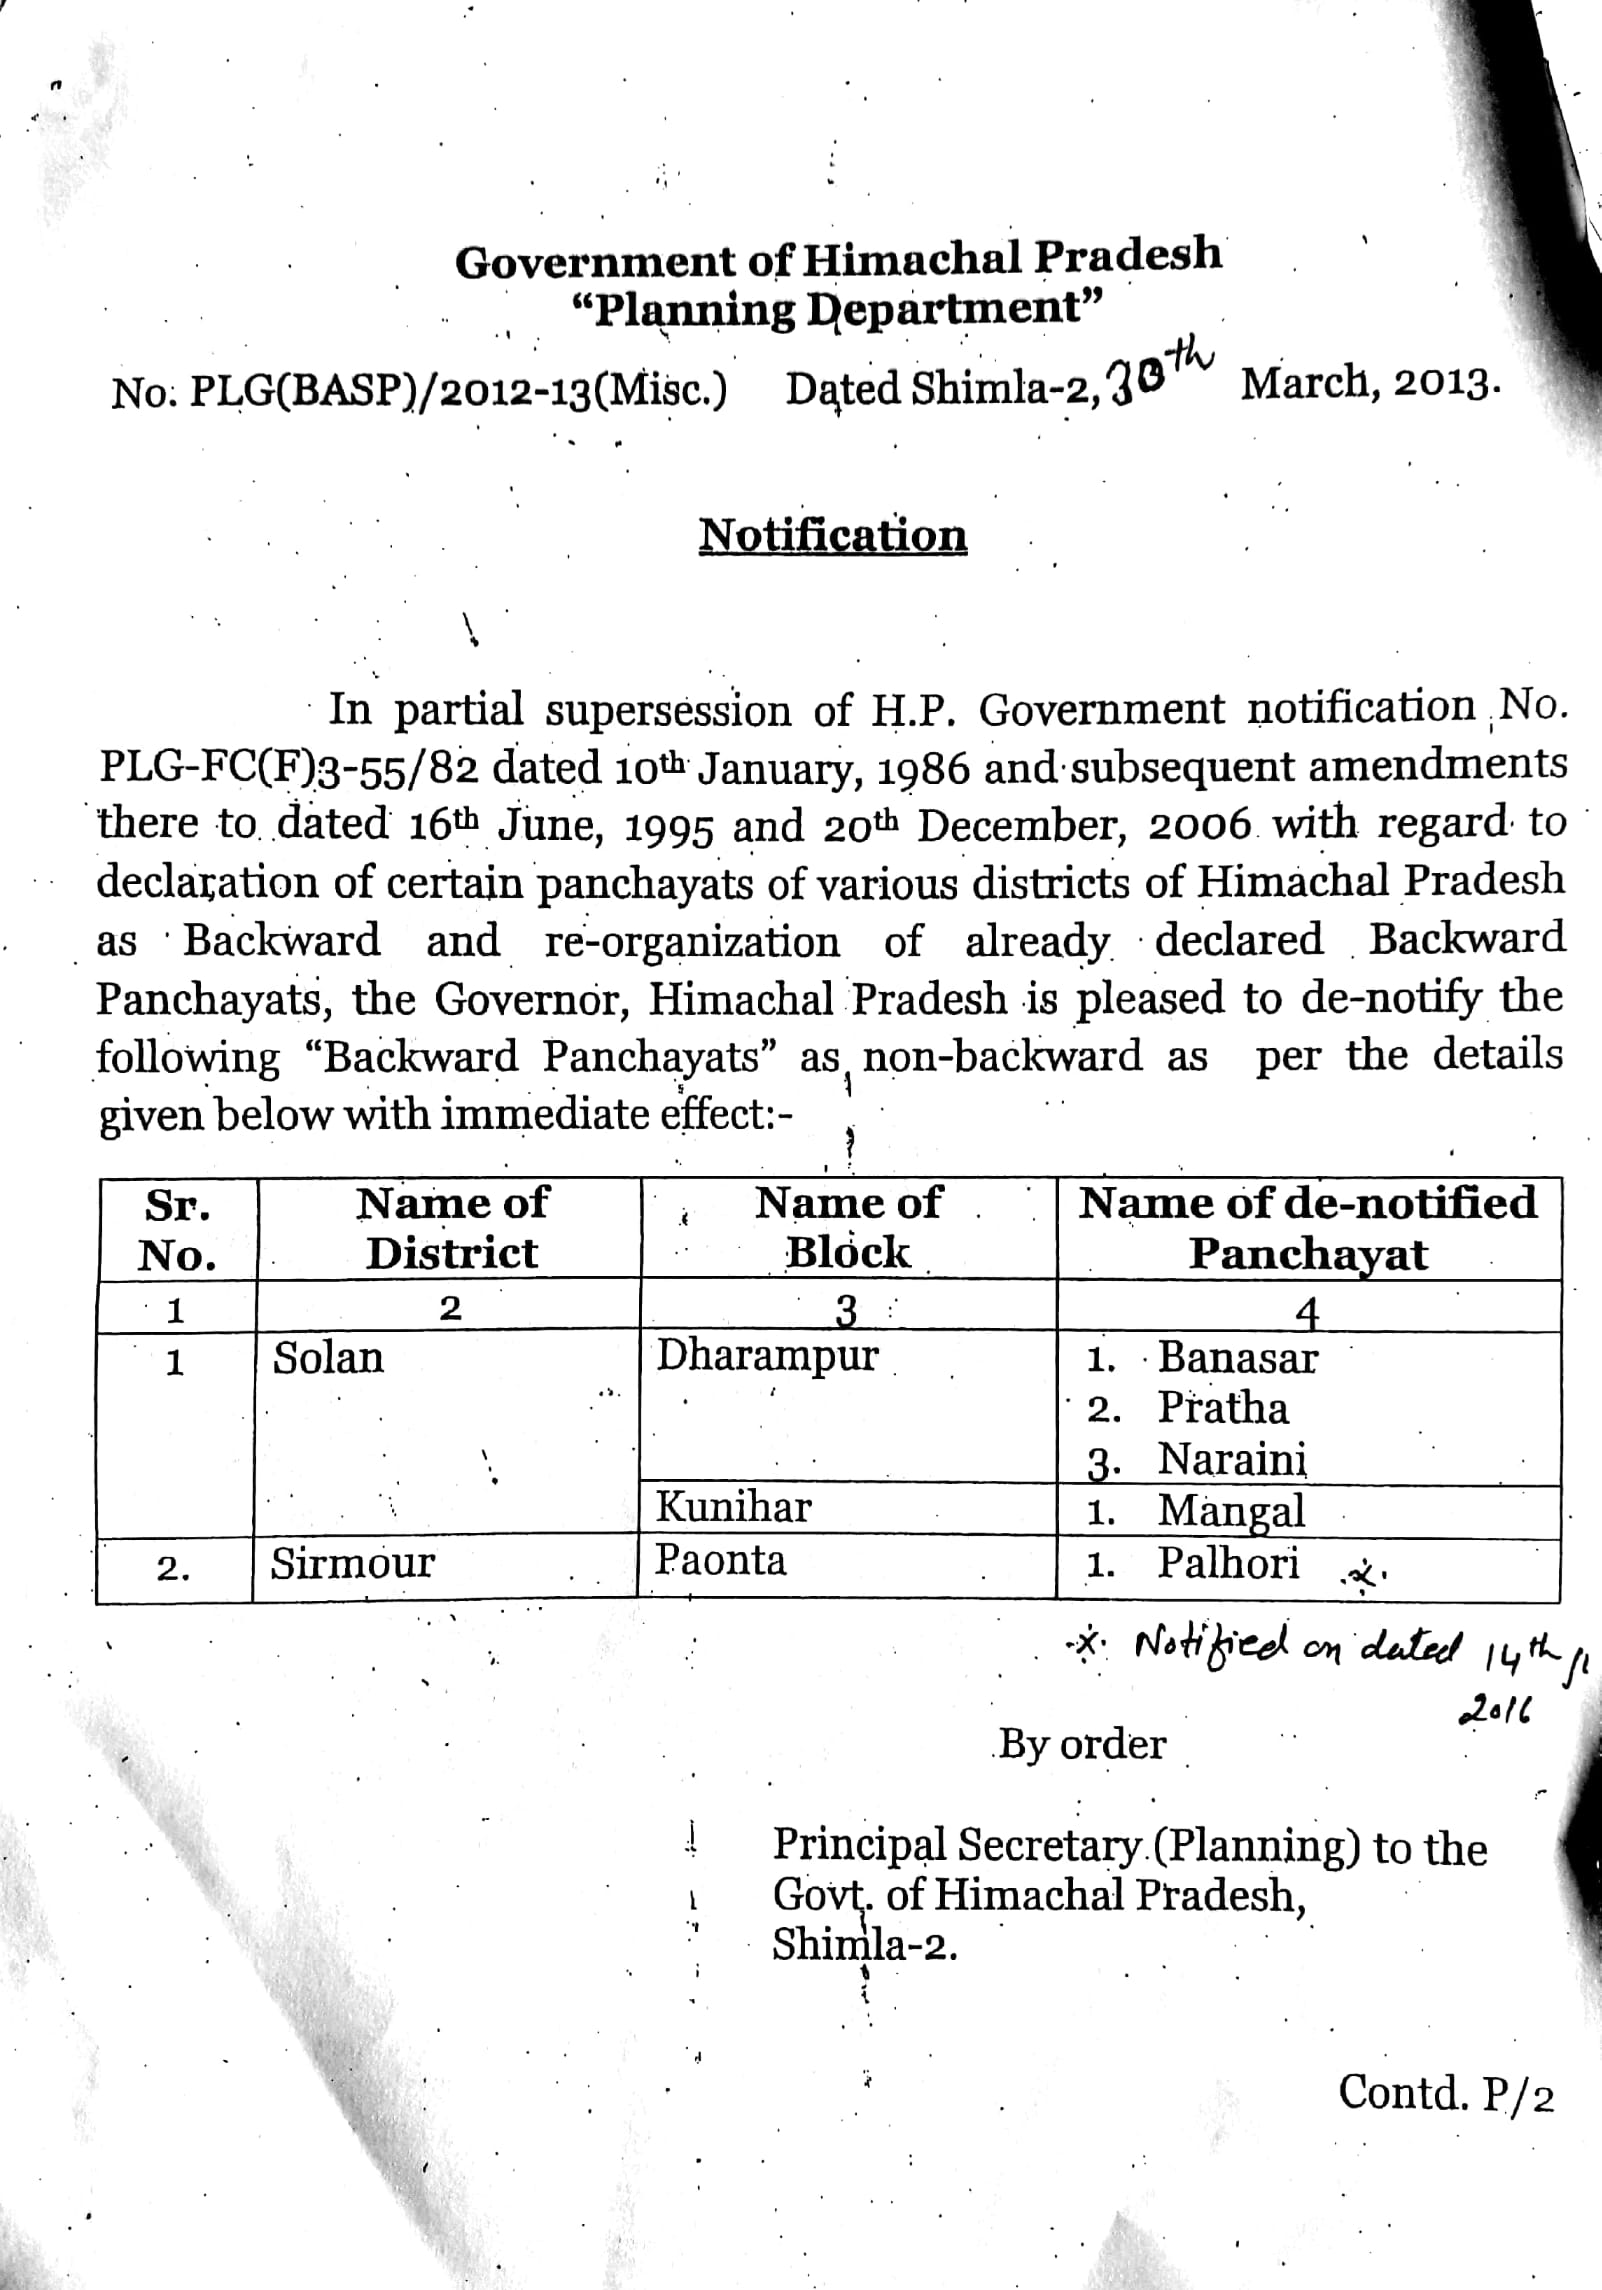 Government of Himachal Pradesh
“Planning Department”
No: PLG(BASP)/2012-13(Misc.) Dated Shimla-2, 30th March, 2013.
Notification
In partial supersession of H.P. Government notification No.
PLG-FC(F)3-55/82 dated 10th January, 1986 and subsequent amendments
there to dated 16th June, 1995 and 20th December, 2006 with regard to
declaration of certain panchayats of various districts of Himachal Pradesh
as Backward and re-organization of already declared Backward
Panchayats, the Governor, Himachal Pradesh is pleased to de-notify the
following “Backward Panchayats” as non-backward as per the details
given below with immediate effect:-
Sr. No. Name of District Name of Block Name of de-notified Panchayat
1 2 3 4
1 Solan Dharampur 1. Banasar
2. Pratha
3. Naraini
Kunihar 1. Mangal
2. Sirmour Paonta 1. Palhori ※
※ Notified on dated 14th
2016
By order
Principal Secretary (Planning) to the
Govt. of Himachal Pradesh,
Shimla-2.
Contd. P/2